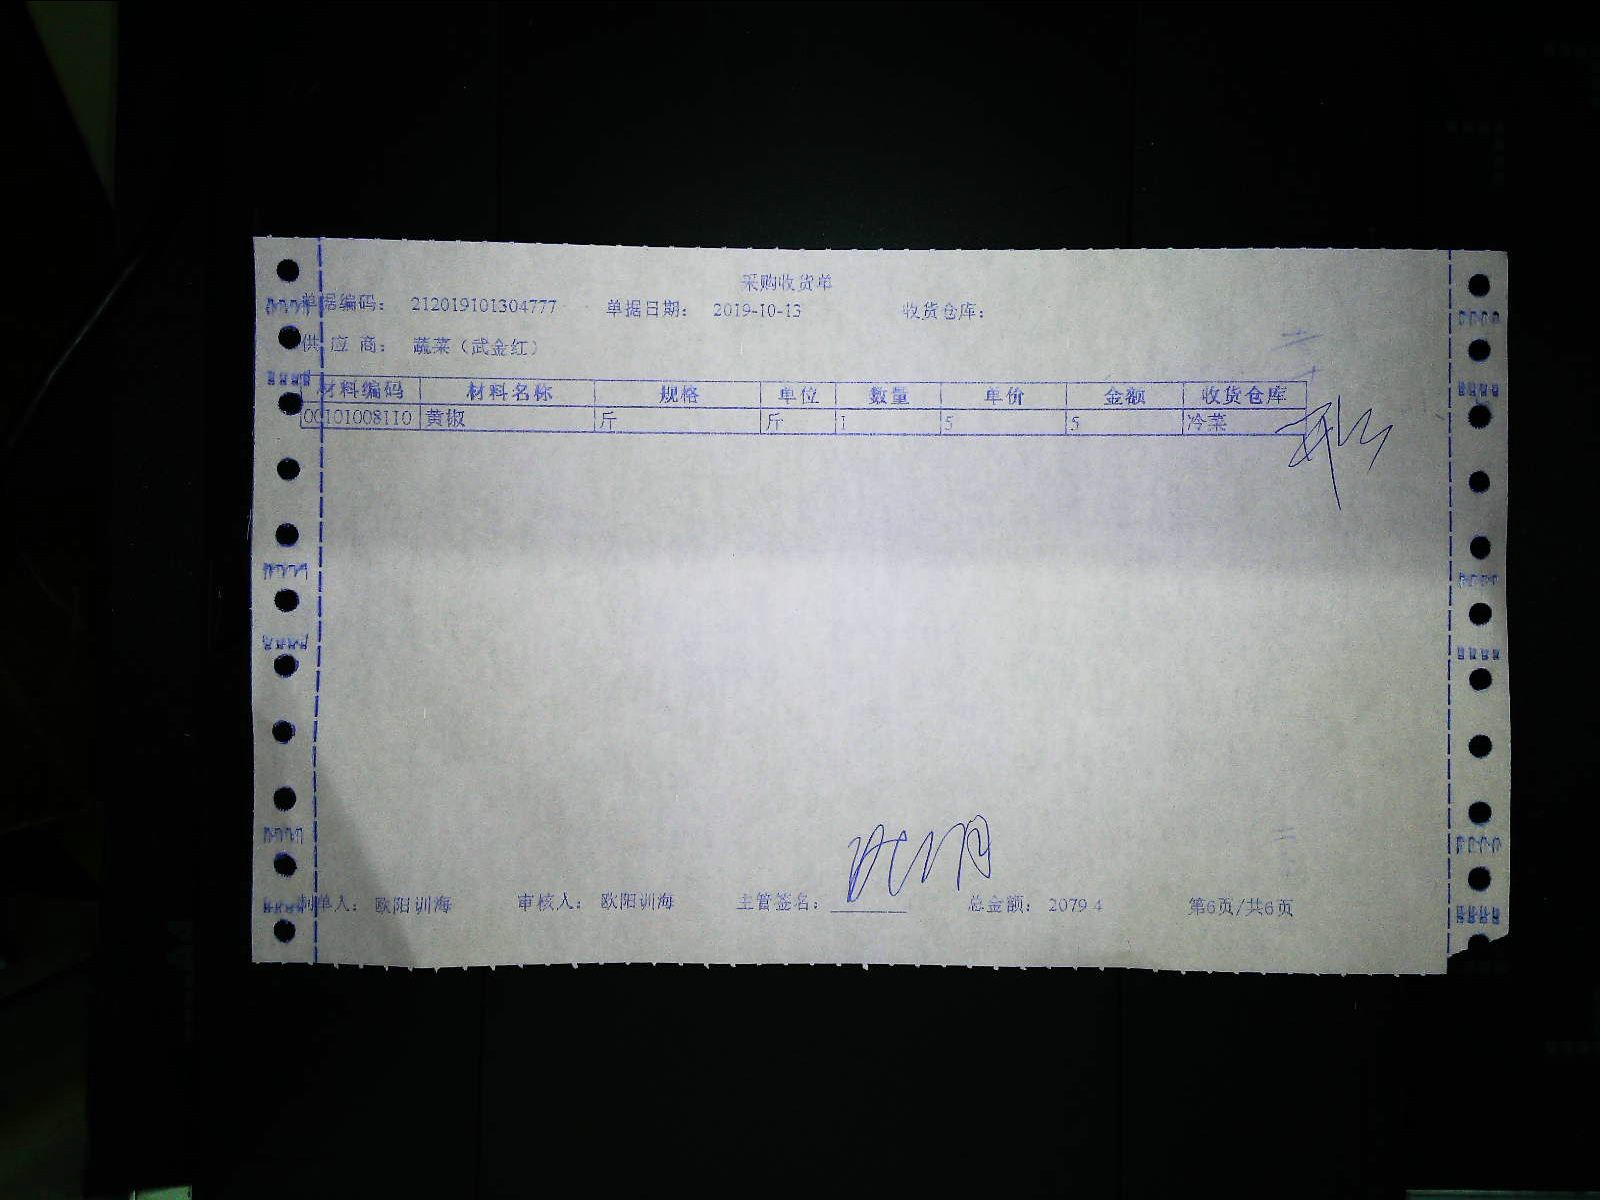 采购收货单
单据编码: 212019101304777 单据日期: 2019-10-13 收货仓库:
供 应 商: 蔬菜（武金红）
材料编码 材料名称 规格 单位 数量 单价 金额 收货仓库
00101008110 黄椒 斤 斤 1 5 5 冷菜
制单人: 欧阳训海 审核人: 欧阳训海 主管签名: 总金额: 2079.4 第6页/共6页